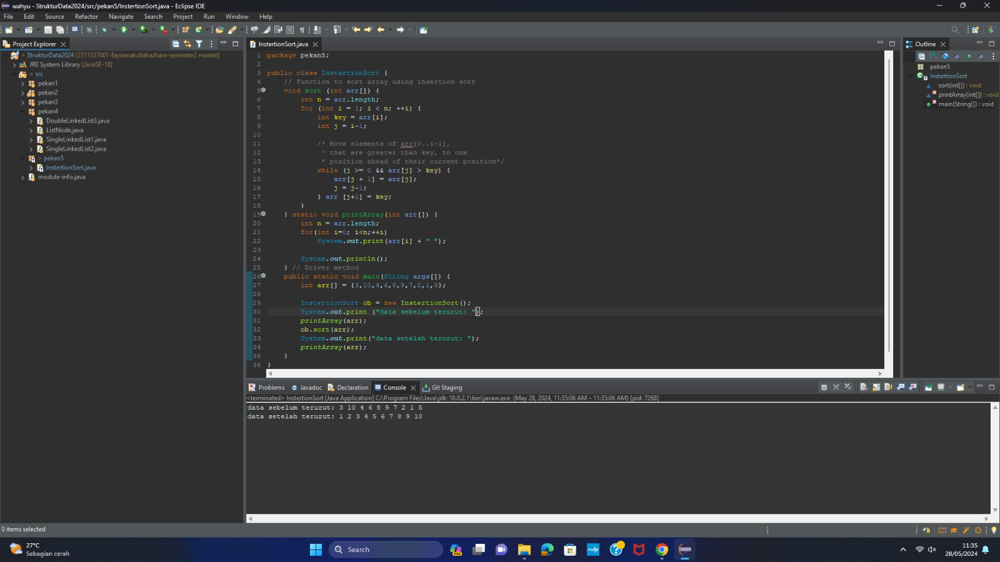 wahyu - StrukturData2024/src/pekan5/InstertionSort.java - Eclipse IDE
File Edit Source Refactor Navigate Search Project Run Window Help
Project Explorer
StrukturData2024 [2311537001-fayiamatullahazhara-semester2 master]
JRE System Library [JavaSE-18]
src
pekan1
pekan2
pekan3
pekan4
DoubleLinkedList3.java
ListNode.java
SingleLinkedList1.java
SingleLinkedList2.java
pekan5
InstertionSort.java
module-info.java
InstertionSort.java
1 package pekan5;
2
3 public class InstertionSort {
4 // Function to sort array using insertion sort
5 void sort (int arr[]) {
6 int n = arr.length;
7 for (int i = 1; i < n; ++i) {
8 int key = arr[i];
9 int j = i-1;
10
11 /* Move elements of arr[0..i-1],
12 * that are greater than key, to one
13 * position ahead of their current position*/
14 while (j >= 0 && arr[j] > key) {
15 arr[j + 1] = arr[j];
16 j = j-1;
17 } arr [j+1] = key;
18 }
19 } static void printArray(int arr[]) {
20 int n = arr.length;
21 for(int i=0; i<n;++i)
22 System.out.print(arr[i] + " ");
23
24 System.out.println();
25 } // Driver method
26 public static void main(String args[]) {
27 int arr[] = {3,10,4,6,8,9,7,2,1,5};
28
29 InstertionSort ob = new InstertionSort();
30 System.out.print ("data sebelum terurut: ");
31 printArray(arr);
32 ob.sort(arr);
33 System.out.print("data setelah terurut: ");
34 printArray(arr);
35 }
36 }
Outline
pekan5
InstertionSort
sort(int[]) : void
printArray(int[]) : void
main(String[]) : void
Problems Javadoc Declaration Console Git Staging
<terminated> InstertionSort [Java Application] C:\Program Files\Java\jdk-18.0.2.1\bin\javaw.exe (May 28, 2024, 11:35:06 AM – 11:35:06 AM) [pid: 7268]
data sebelum terurut: 3 10 4 6 8 9 7 2 1 5
data setelah terurut: 1 2 3 4 5 6 7 8 9 10
0 items selected
27°C
Sebagian cerah
Search
PRE
11:35
28/05/2024